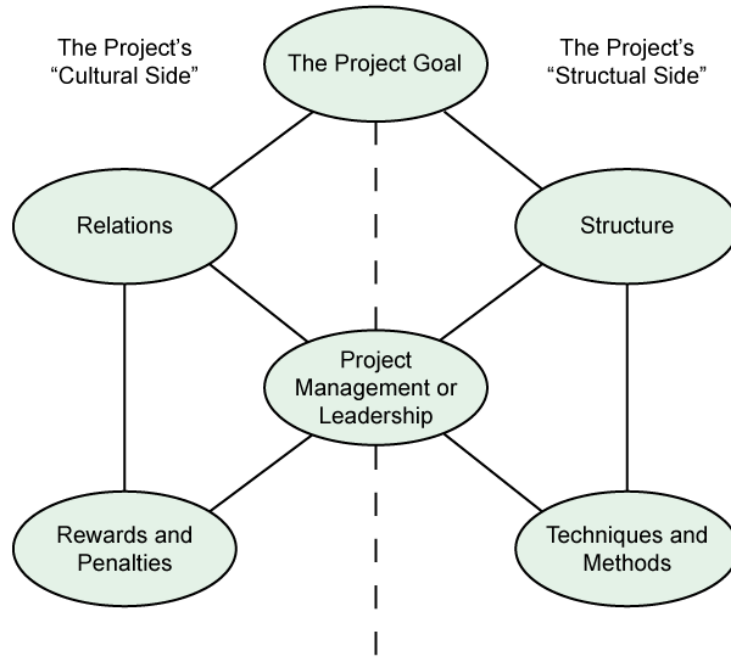 The Project's
“Cultural Side”
The Project Goal
The Project's
“Structual Side”
Relations
Structure
Project
Management or
Leadership
Rewards and
Penalties
Techniques and
Methods